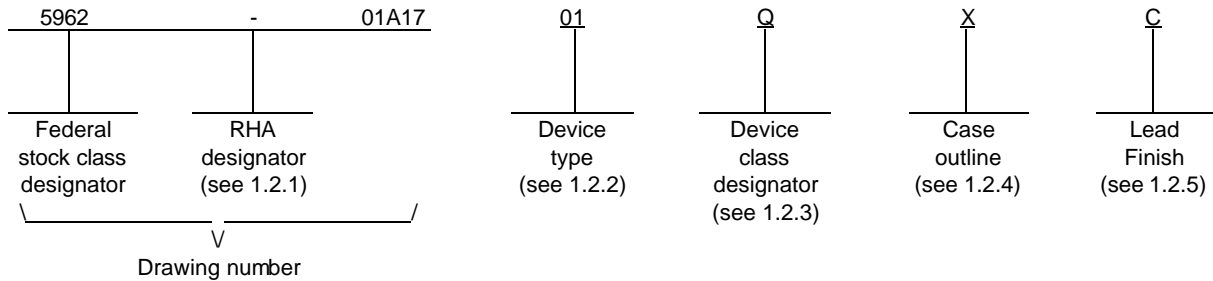 5962 - 01A17 01 Q X C
Federal RHA Device Device Case Lead
stock class designator type class outline Finish
designator (see 1.2.1) (see 1.2.2) designator (see 1.2.4) (see 1.2.5)
(see 1.2.3)
\ /
\/
Drawing number